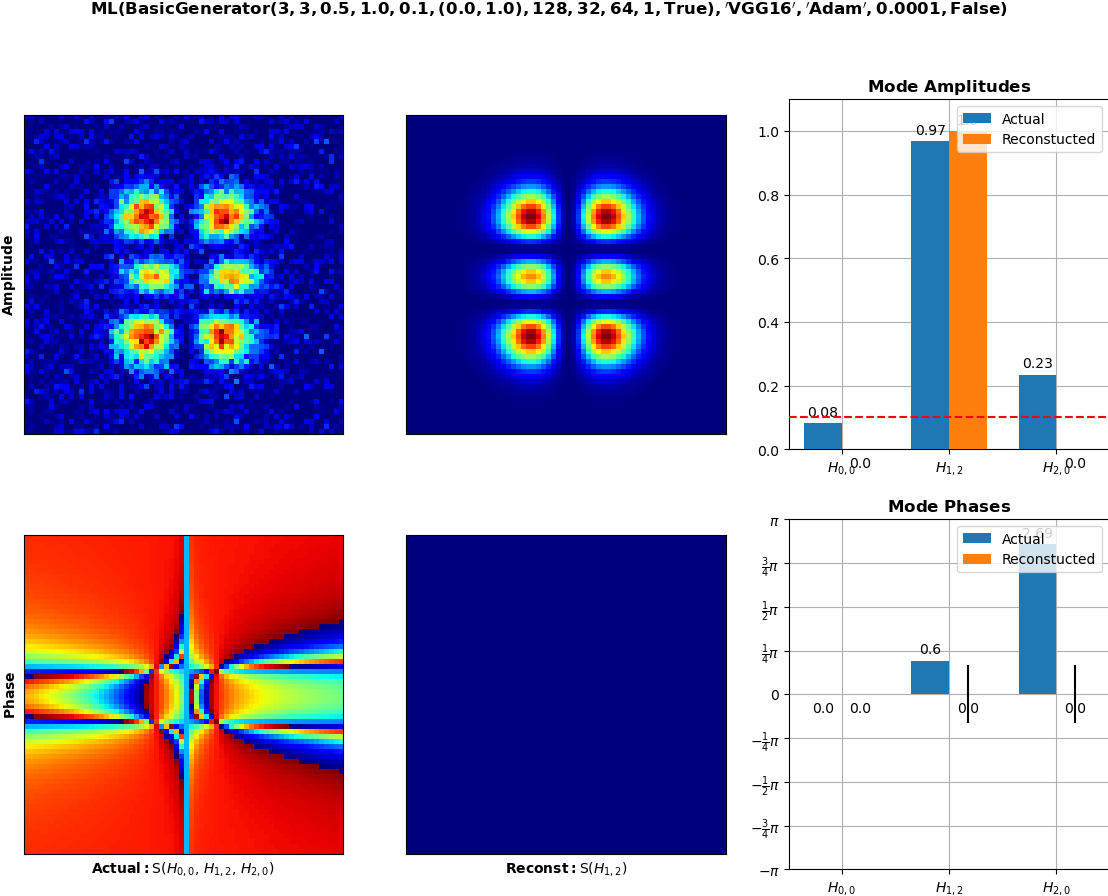 ML(BasicGenerator(3, 3, 0.5, 1.0, 0.1, (0.0, 1.0), 128, 32, 64, 1, True), ′VGG16′, ′Adam′, 0.0001, False)
Amplitude
Mode Amplitudes
Actual
Reconstucted
1.0
0.8
0.6
0.4
0.2
0.0
0.08
0.0
0.97
0.23
0.0
H0,0
H1,2
H2,0
Phase
Actual: S(H0,0, H1,2, H2,0)
Reconst: S(H1,2)
Mode Phases
Actual
Reconstucted
π
3/4π
1/2π
1/4π
0
−1/4π
−1/2π
−3/4π
−π
0.0
0.0
0.6
0.0
2.69
0.0
H0,0
H1,2
H2,0